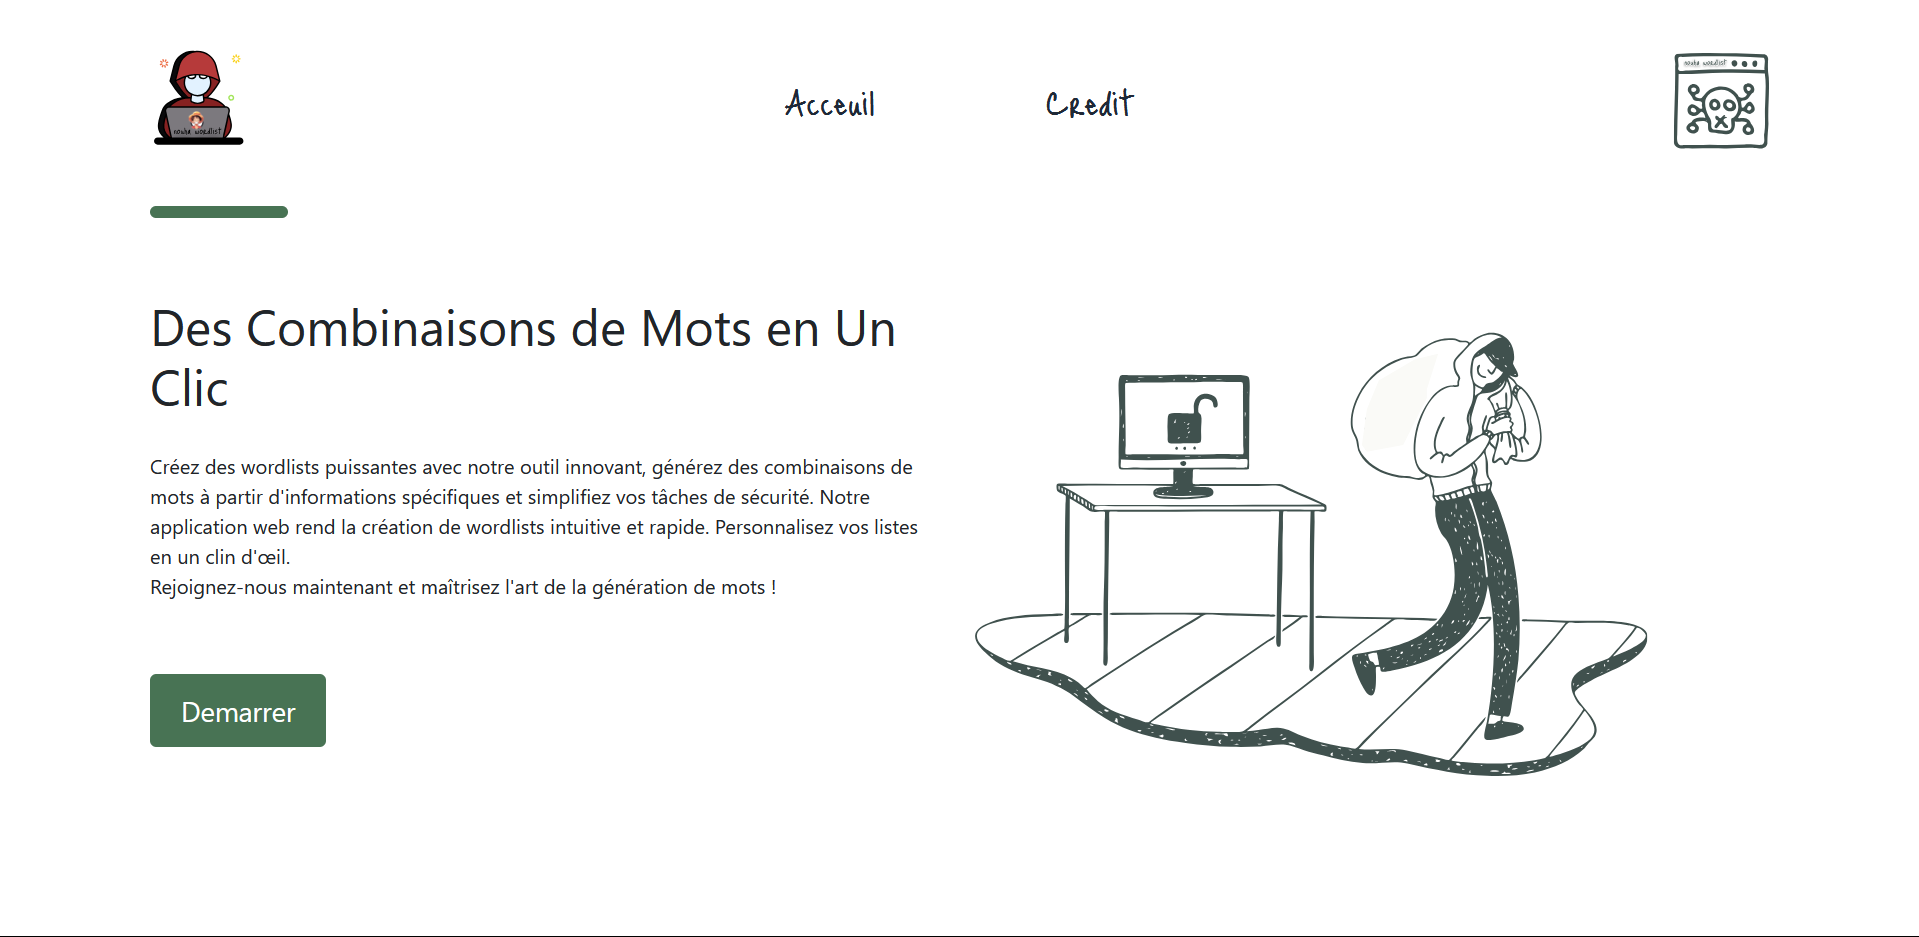 nowha wordlist
Acceuil
Credit
nowha wordlist
Des Combinaisons de Mots en Un
Clic
Créez des wordlists puissantes avec notre outil innovant, générez des combinaisons de
mots à partir d'informations spécifiques et simplifiez vos tâches de sécurité. Notre
application web rend la création de wordlists intuitive et rapide. Personnalisez vos listes
en un clin d'œil.
Rejoignez-nous maintenant et maîtrisez l'art de la génération de mots !
Demarrer